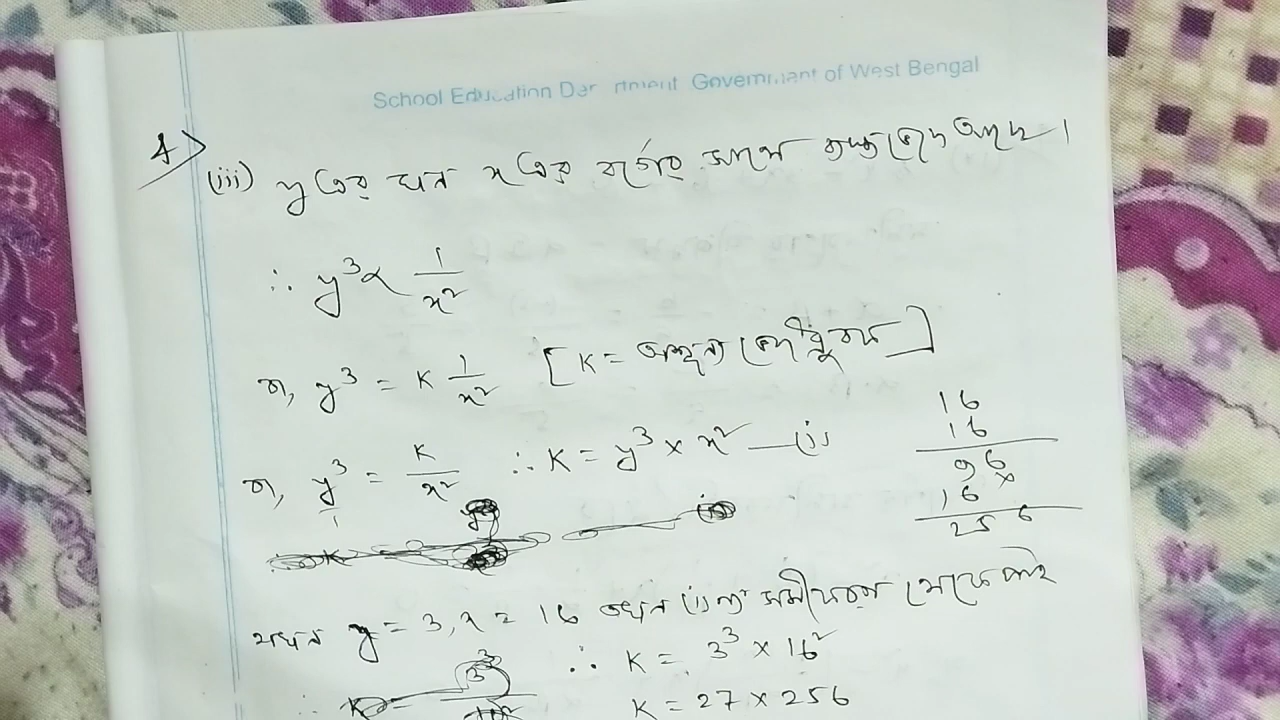 School Education Department Government of West Bengal
4>
(iii) y এর ঘন x এর বর্গের সাথে ব্যস্ত ভেদে আছে।
∴ y³ ∝ 1/x²
বা, y³ = K 1/x² [K = অশূন্য ভেদ ধ্রুবক]
বা, y³/1 = K/x² ∴ K = y³ × x² —(i)
16
16
96
16×
256
যখন y = 3, x = 16 তখন (i)নং সমীকরণ থেকে পাই
∴ K = 3³ × 16²
K = 27 × 256